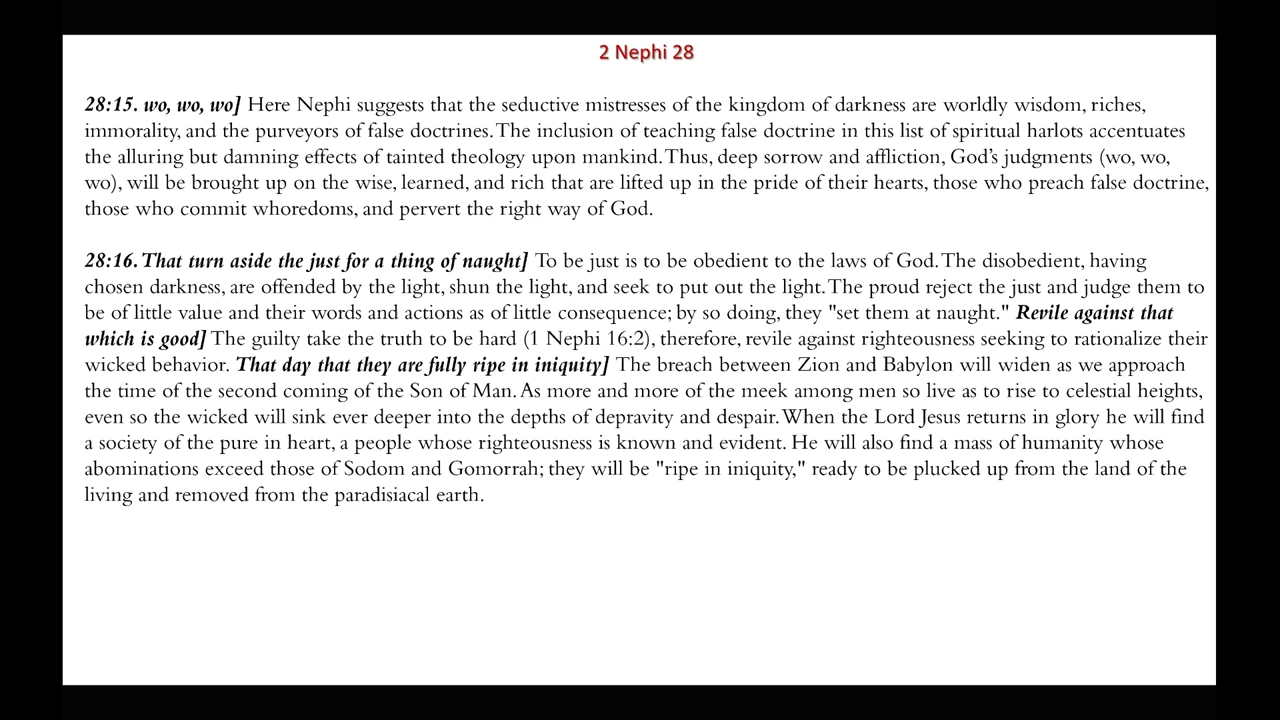 2 Nephi 28
28:15. wo, wo, wo] Here Nephi suggests that the seductive mistresses of the kingdom of darkness are worldly wisdom, riches,
immorality, and the purveyors of false doctrines. The inclusion of teaching false doctrine in this list of spiritual harlots accentuates
the alluring but damning effects of tainted theology upon mankind. Thus, deep sorrow and affliction, God's judgments (wo, wo,
wo), will be brought up on the wise, learned, and rich that are lifted up in the pride of their hearts, those who preach false doctrine,
those who commit whoredoms, and pervert the right way of God.
28:16. That turn aside the just for a thing of naught] To be just is to be obedient to the laws of God. The disobedient, having
chosen darkness, are offended by the light, shun the light, and seek to put out the light. The proud reject the just and judge them to
be of little value and their words and actions as of little consequence; by so doing, they "set them at naught." Revile against that
which is good] The guilty take the truth to be hard (1 Nephi 16:2), therefore, revile against righteousness seeking to rationalize their
wicked behavior. That day that they are fully ripe in iniquity] The breach between Zion and Babylon will widen as we approach
the time of the second coming of the Son of Man. As more and more of the meek among men so live as to rise to celestial heights,
even so the wicked will sink ever deeper into the depths of depravity and despair. When the Lord Jesus returns in glory he will find
a society of the pure in heart, a people whose righteousness is known and evident. He will also find a mass of humanity whose
abominations exceed those of Sodom and Gomorrah; they will be "ripe in iniquity," ready to be plucked up from the land of the
living and removed from the paradisiacal earth.